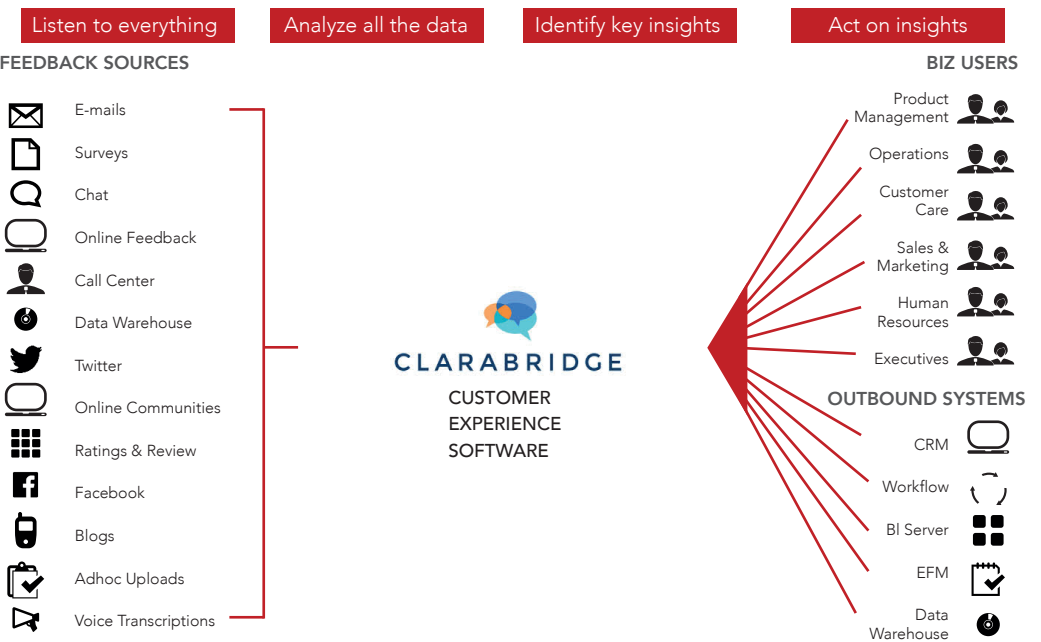 Listen to everything
Analyze all the data
Identify key insights
Act on insights
FEEDBACK SOURCES
E-mails
Surveys
Chat
Online Feedback
Call Center
Data Warehouse
Twitter
Online Communities
Ratings & Review
Facebook
Blogs
Adhoc Uploads
Voice Transcriptions
CLARABRIDGE
CUSTOMER
EXPERIENCE
SOFTWARE
BIZ USERS
Product
Management
Operations
Customer
Care
Sales &
Marketing
Human
Resources
Executives
OUTBOUND SYSTEMS
CRM
Workflow
BI Server
EFM
Data
Warehouse